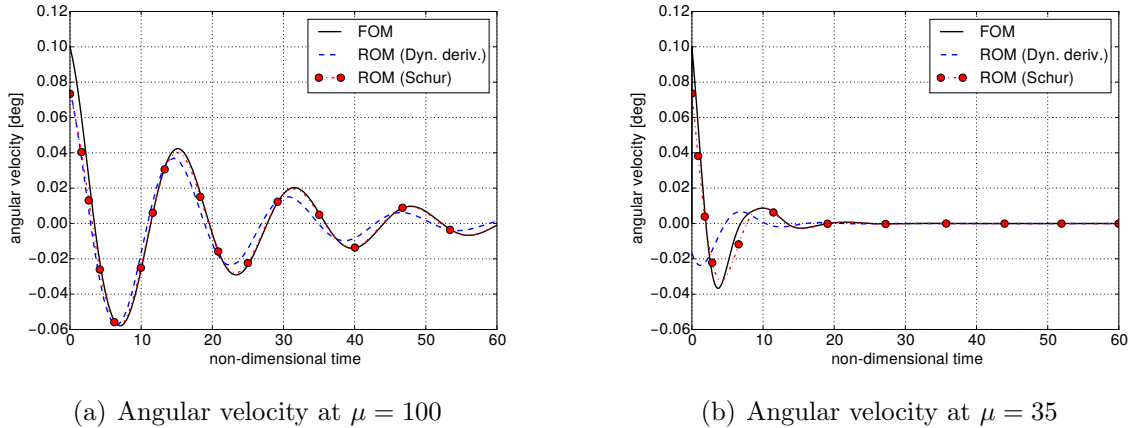 0.12
0.10
0.08
0.06
0.04
0.02
0.00
−0.02
−0.04
−0.06
angular velocity [deg]
0 10 20 30 40 50 60
non-dimensional time
FOM
ROM (Dyn. deriv.)
ROM (Schur)
(a) Angular velocity at μ = 100
0.12
0.10
0.08
0.06
0.04
0.02
0.00
−0.02
−0.04
−0.06
angular velocity [deg]
0 10 20 30 40 50 60
non-dimensional time
FOM
ROM (Dyn. deriv.)
ROM (Schur)
(b) Angular velocity at μ = 35